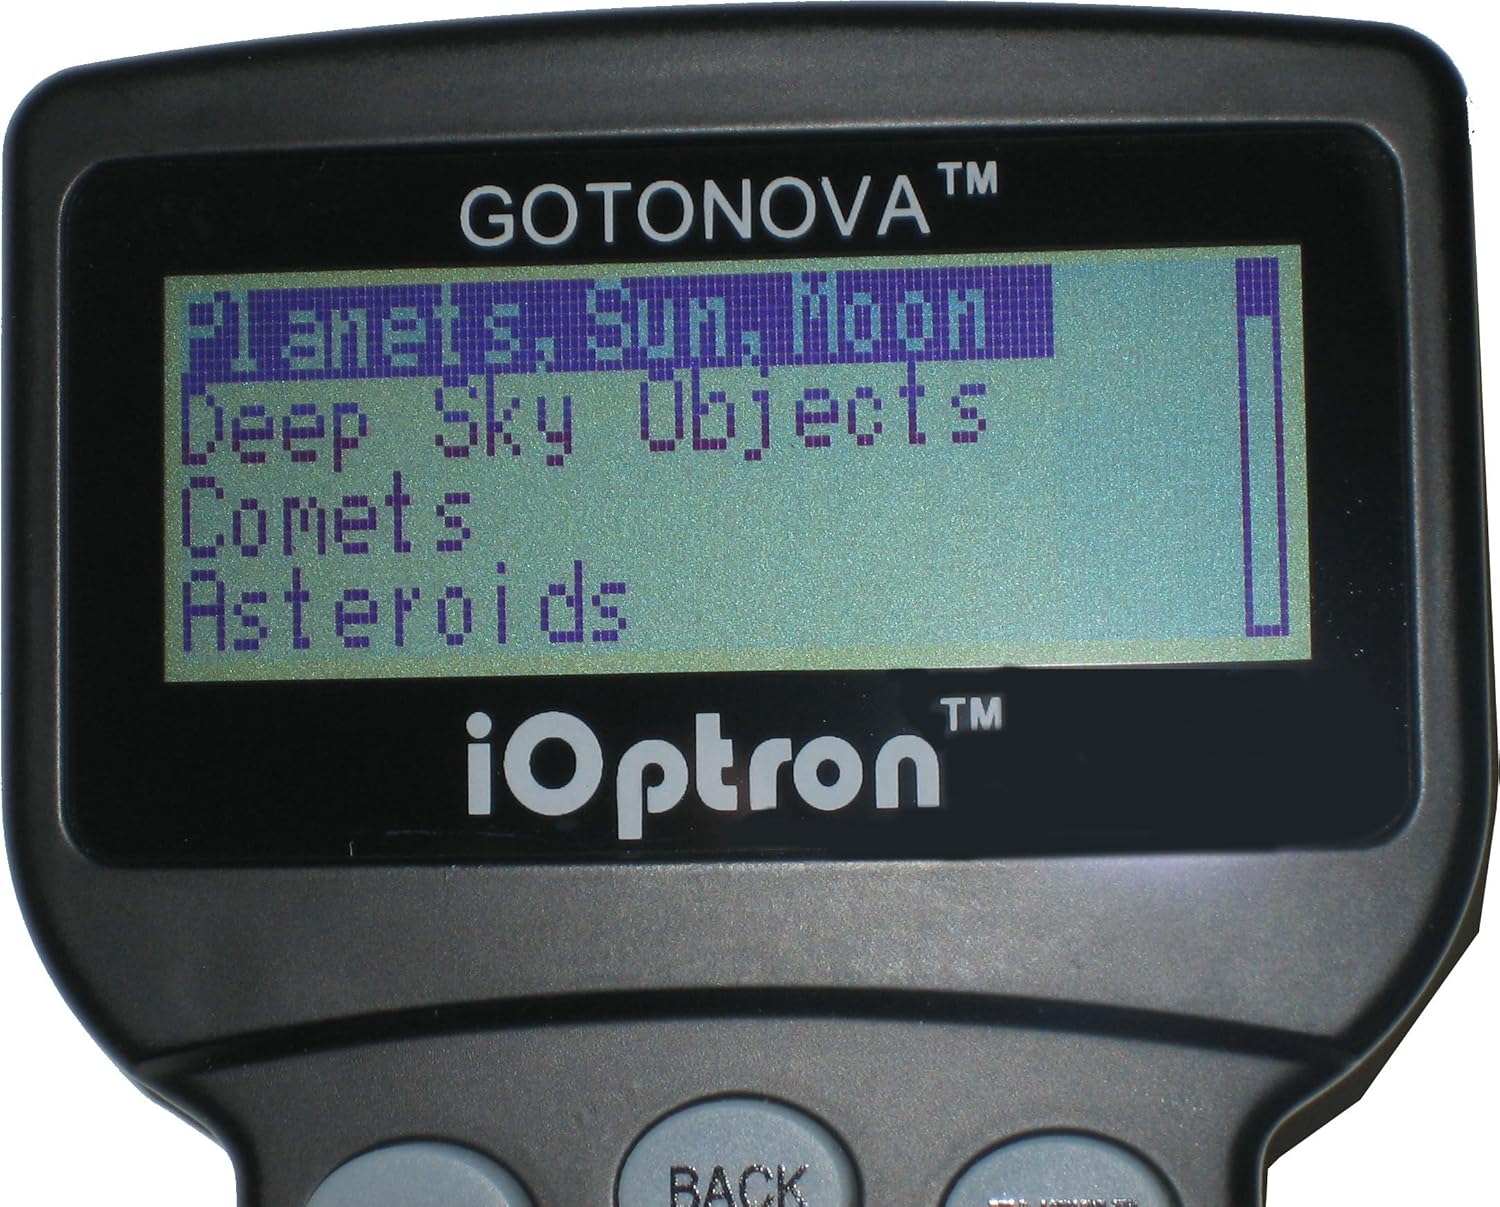 GOTONOVA™
Planets,Sun,Moon
Deep Sky Objects
Comets
Asteroids
iOptron™
BACK